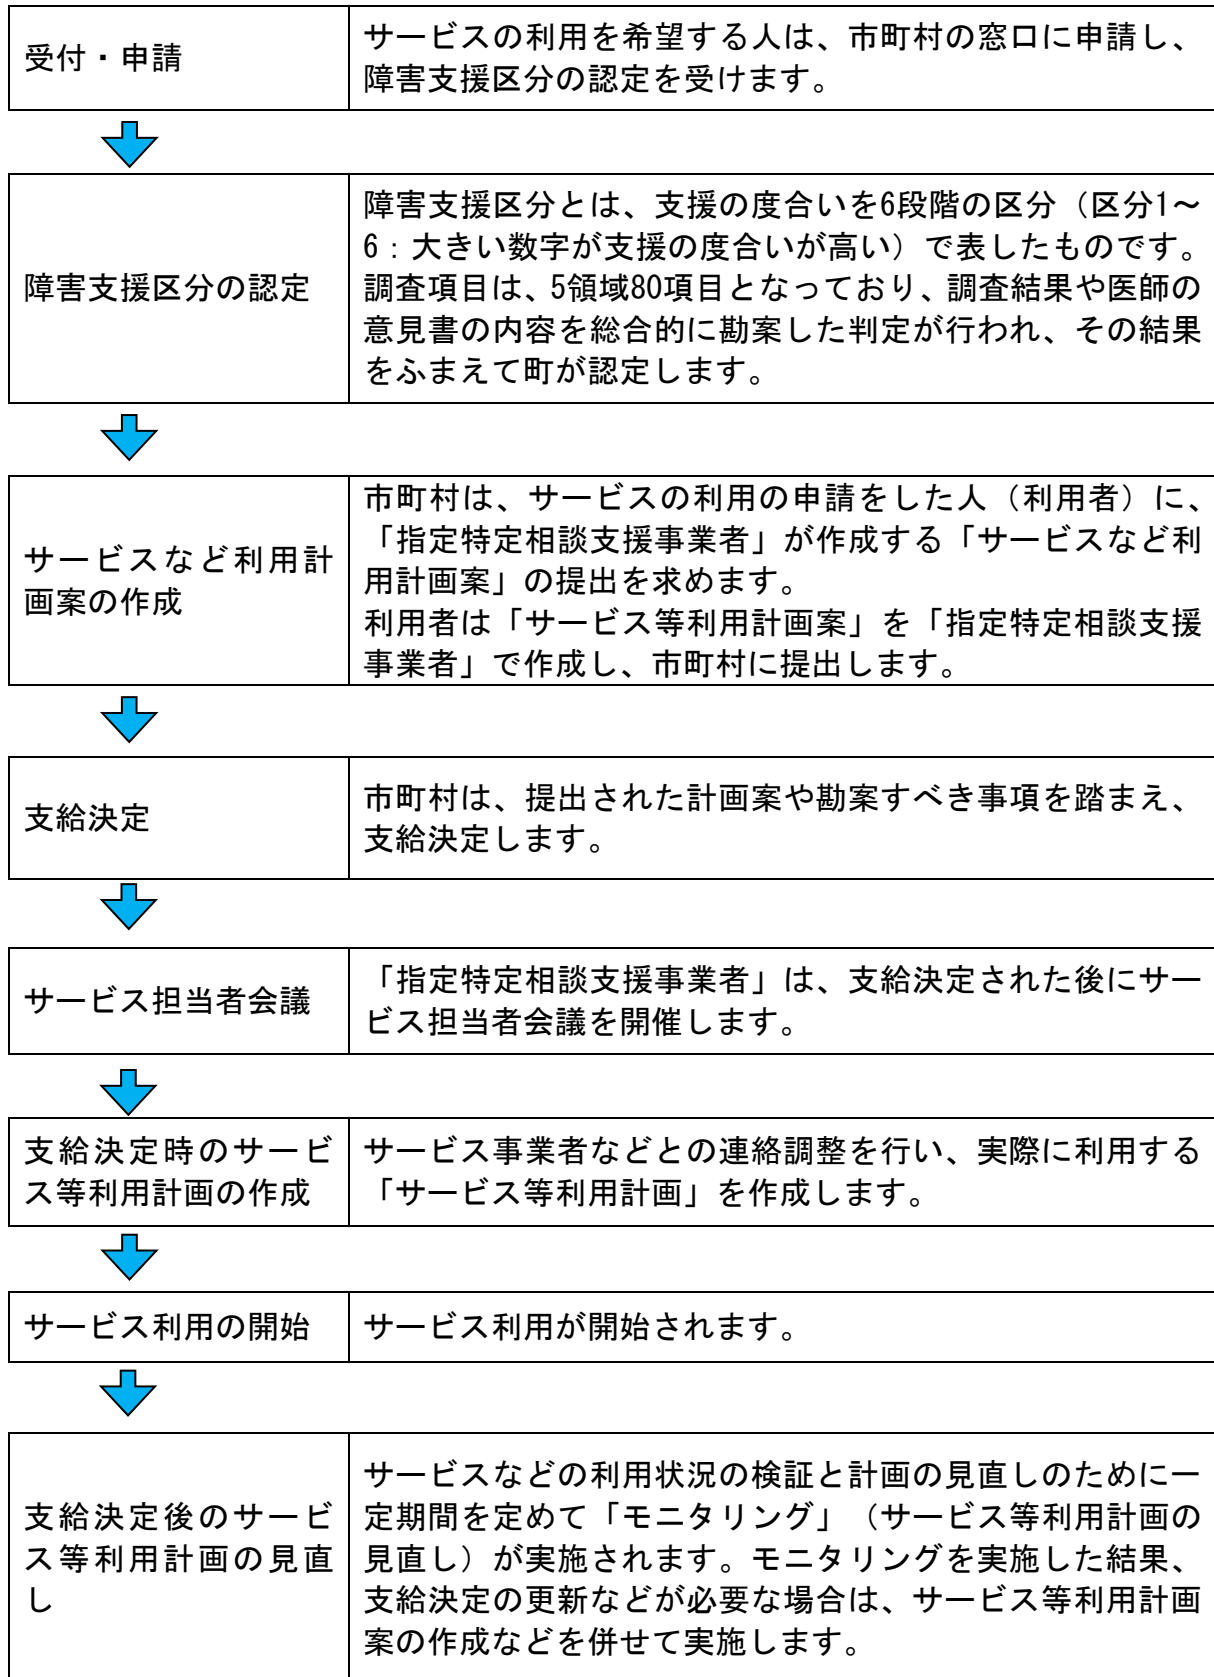 受付・申請
サービスの利用を希望する人は、市町村の窓口に申請し、
障害支援区分の認定を受けます。
障害支援区分の認定
障害支援区分とは、支援の度合いを6段階の区分（区分1～
6：大きい数字が支援の度合いが高い）で表したものです。
調査項目は、5領域80項目となっており、調査結果や医師の
意見書の内容を総合的に勘案した判定が行われ、その結果
をふまえて町が認定します。
サービスなど利用計
画案の作成
市町村は、サービスの利用の申請をした人（利用者）に、
「指定特定相談支援事業者」が作成する「サービスなど利
用計画案」の提出を求めます。
利用者は「サービス等利用計画案」を「指定特定相談支援
事業者」で作成し、市町村に提出します。
支給決定
市町村は、提出された計画案や勘案すべき事項を踏まえ、
支給決定します。
サービス担当者会議
「指定特定相談支援事業者」は、支給決定された後にサー
ビス担当者会議を開催します。
支給決定時のサービ
ス等利用計画の作成
サービス事業者などとの連絡調整を行い、実際に利用する
「サービス等利用計画」を作成します。
サービス利用の開始
サービス利用が開始されます。
支給決定後のサービ
ス等利用計画の見直
し
サービスなどの利用状況の検証と計画の見直しのために一
定期間を定めて「モニタリング」（サービス等利用計画の
見直し）が実施されます。モニタリングを実施した結果、
支給決定の更新などが必要な場合は、サービス等利用計画
案の作成などを併せて実施します。